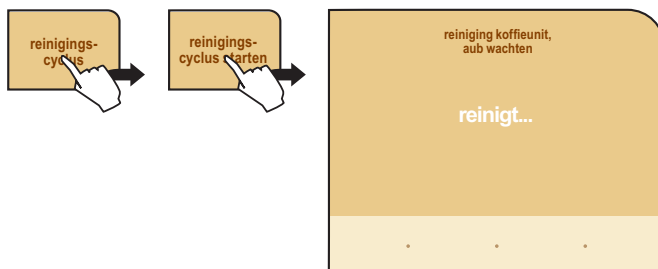 reinigings-
cyclus
reinigings-
cyclus starten
reiniging koffieunit,
aub wachten
reinigt...